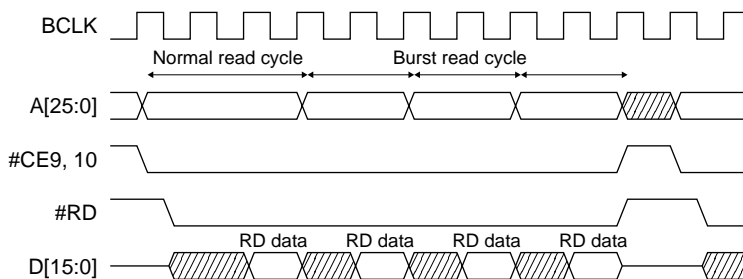 BCLK
Normal read cycle Burst read cycle
A[25:0]
#CE9, 10
#RD
RD data RD data RD data RD data
D[15:0]